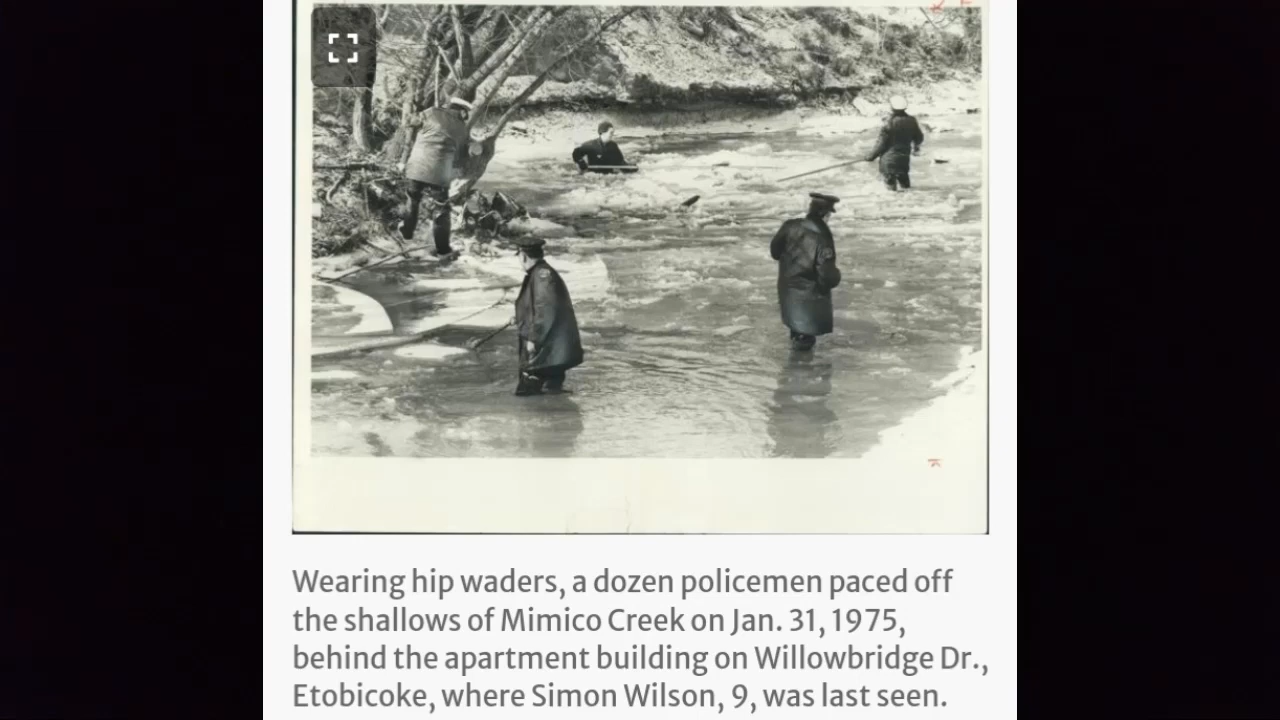 Wearing hip waders, a dozen policemen paced off
the shallows of Mimico Creek on Jan. 31, 1975,
behind the apartment building on Willowbridge Dr.,
Etobicoke, where Simon Wilson, 9, was last seen.